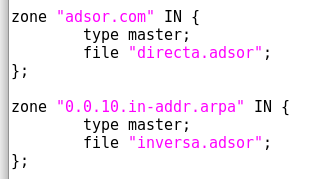 zone "adsor.com" IN {
        type master;
        file "directa.adsor";
};

zone "0.0.10.in-addr.arpa" IN {
        type master;
        file "inversa.adsor";
};